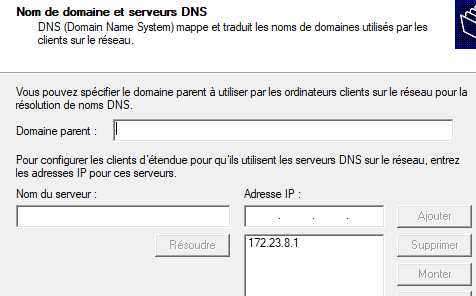 Nom de domaine et serveurs DNS
DNS (Domain Name System) mappe et traduit les noms de domaines utilisés par les
clients sur le réseau.
Vous pouvez spécifier le domaine parent à utiliser par les ordinateurs clients sur le réseau pour la
résolution de noms DNS.
Domaine parent :
Pour configurer les clients d'étendue pour qu'ils utilisent les serveurs DNS sur le réseau, entrez
les adresses IP pour ces serveurs.
Nom du serveur :
Adresse IP :
. . .
Ajouter
Résoudre
172.23.8.1
Supprimer
Monter